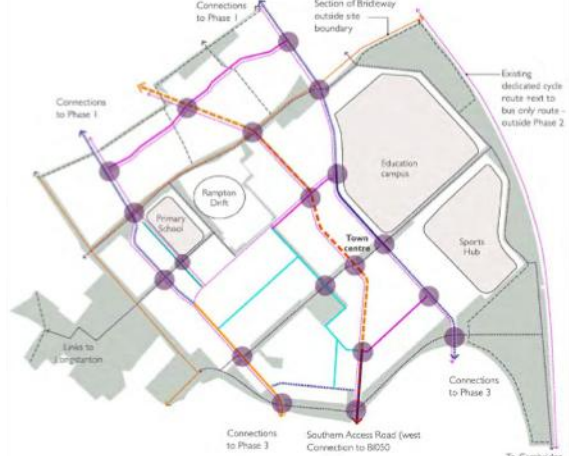 Connections
to Phase 1
Section of Bridleway
outside site
boundary
Connections
to Phase 1
Existing
dedicated cycle
route next to
bus only route -
outside Phase 2
Education
campus
Rampton
Drift
Primary
School
Town
centre
Sports
Hub
Links to
Longstanton
Connections
to Phase 3
Connections
to Phase 3
Southern Access Road (west
Connection to B1050
To Cambridge